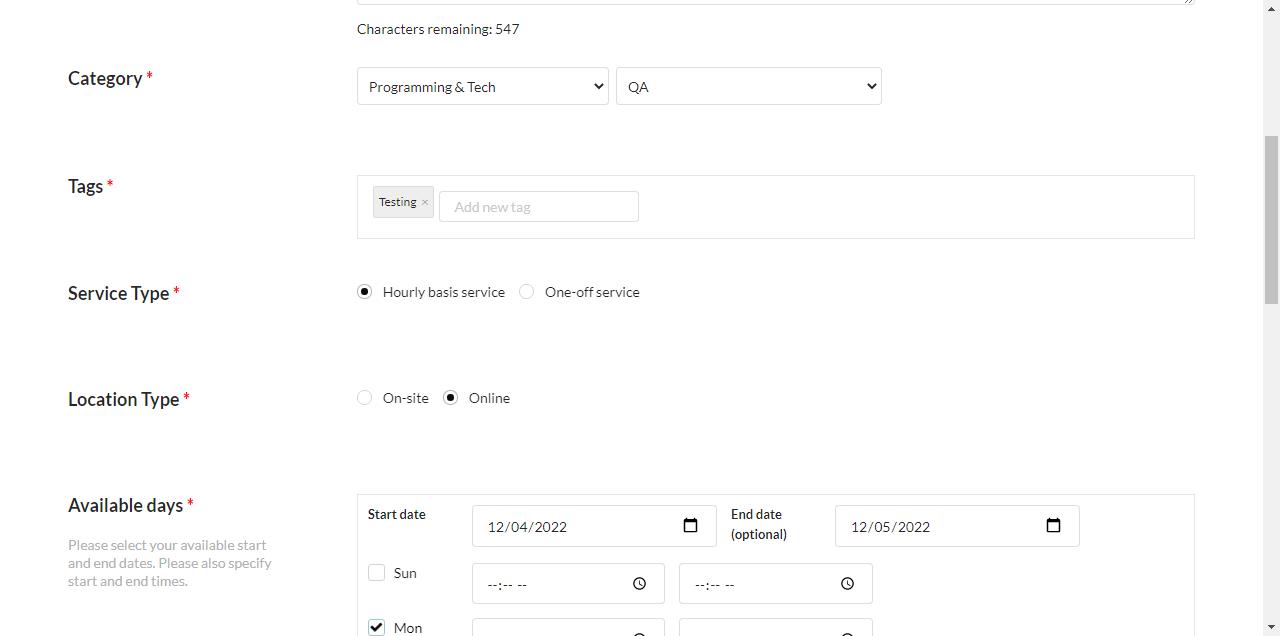 Characters remaining: 547
Category *
Programming & Tech
QA
Tags *
Testing ×
Add new tag
Service Type *
Hourly basis service
One-off service
Location Type *
On-site
Online
Available days *
Please select your available start
and end dates. Please also specify
start and end times.
Start date
12/04/2022
End date
(optional)
12/05/2022
Sun
--:-- --
--:-- --
Mon